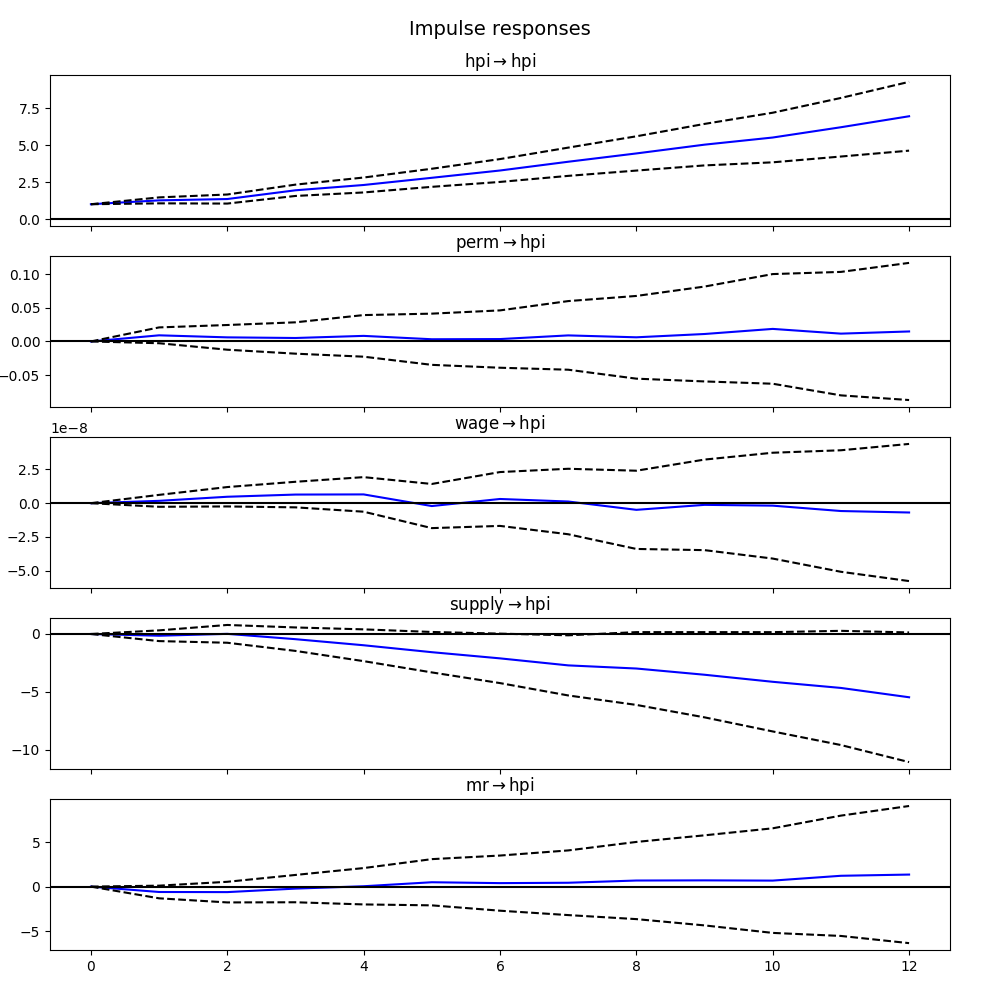 Impulse responses
hpi → hpi
7.5
5.0
2.5
0.0
perm → hpi
0.10
0.05
0.00
−0.05
wage → hpi
1e−8
2.5
0.0
−2.5
−5.0
supply → hpi
0
−5
−10
mr → hpi
5
0
−5
0 2 4 6 8 10 12